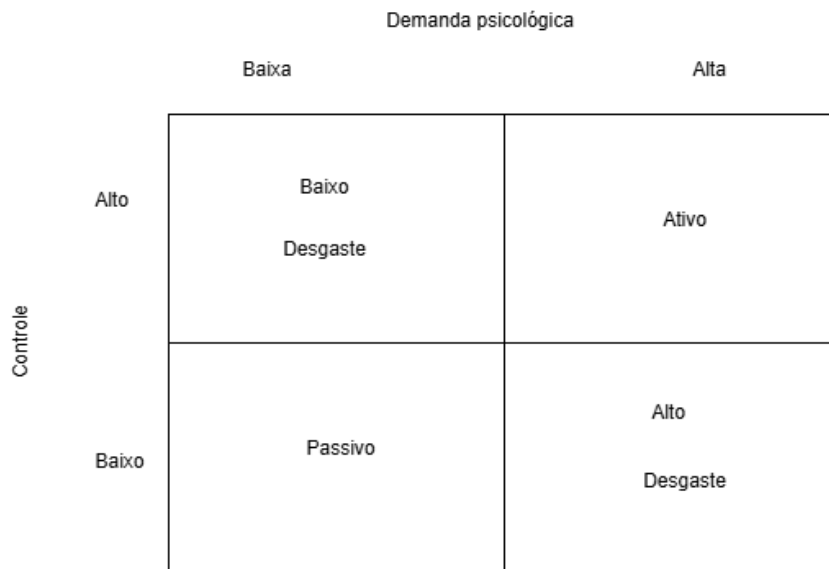 Demanda psicológica
Baixa
Alta
Alto
Baixo
Desgaste
Ativo
Controle
Baixo
Passivo
Alto
Desgaste